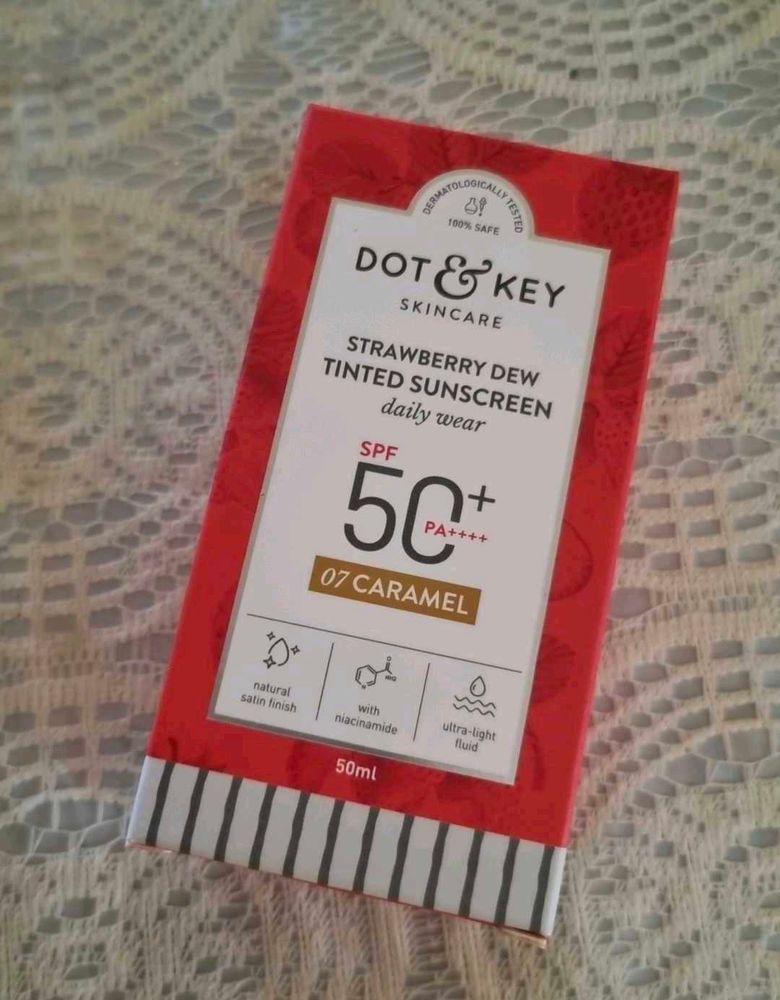 DERMATOLOGICALLY TESTED
100% SAFE
DOT & KEY
SKINCARE
STRAWBERRY DEW
TINTED SUNSCREEN
daily wear
SPF
50+
PA++++
07 CARAMEL
natural
satin finish
with
niacinamide
ultra-light
fluid
50ml